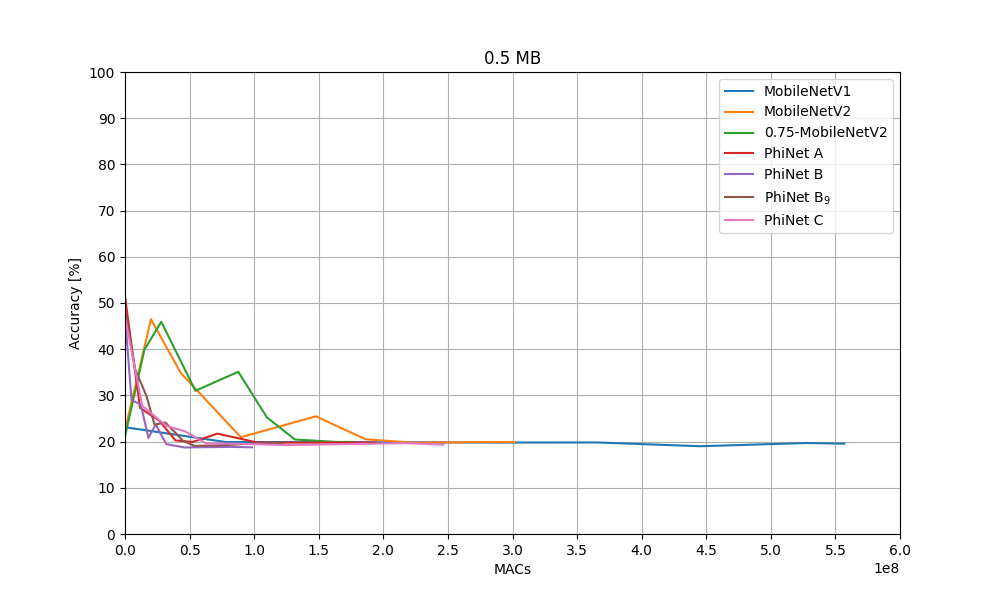 0.5 MB
100
90
80
70
60
50
40
30
20
10
0
Accuracy [%]
MobileNetV1
MobileNetV2
0.75-MobileNetV2
PhiNet A
PhiNet B
PhiNet B₉
PhiNet C
0.0 0.5 1.0 1.5 2.0 2.5 3.0 3.5 4.0 4.5 5.0 5.5 6.0
MACs
1e8